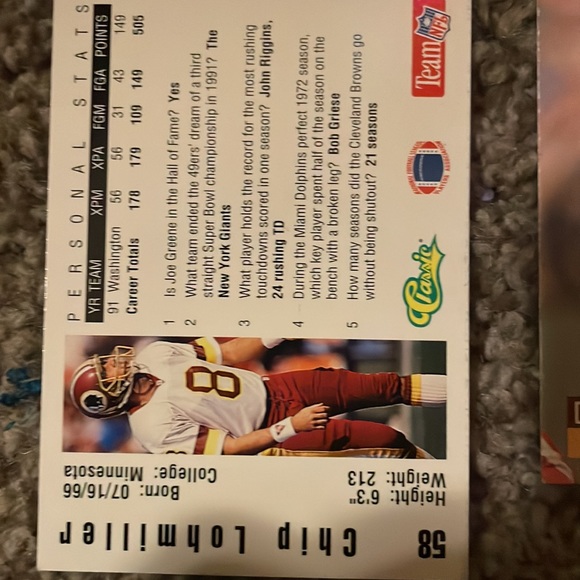 58
Chip Lohmiller
Height: 6'3"
Weight: 213
Born: 07/16/66
College: Minnesota
8
PERSONAL STATS
YR TEAM XPM XPA FGM FGA POINTS
91 Washington 56 56 31 43 149
Career Totals 178 179 109 149 505
1 Is Joe Greene in the Hall of Fame? Yes
2 What team ended the 49ers' dream of a third
straight Super Bowl championship in 1991? The
New York Giants
3 What player holds the record for the most rushing
touchdowns scored in one season? John Riggins,
24 rushing TD
4 During the Miami Dolphins perfect 1972 season,
which key player spent half of the season on the
bench with a broken leg? Bob Griese
5 How many seasons did the Cleveland Browns go
without being shutout? 21 seasons
Classic
Team NFL